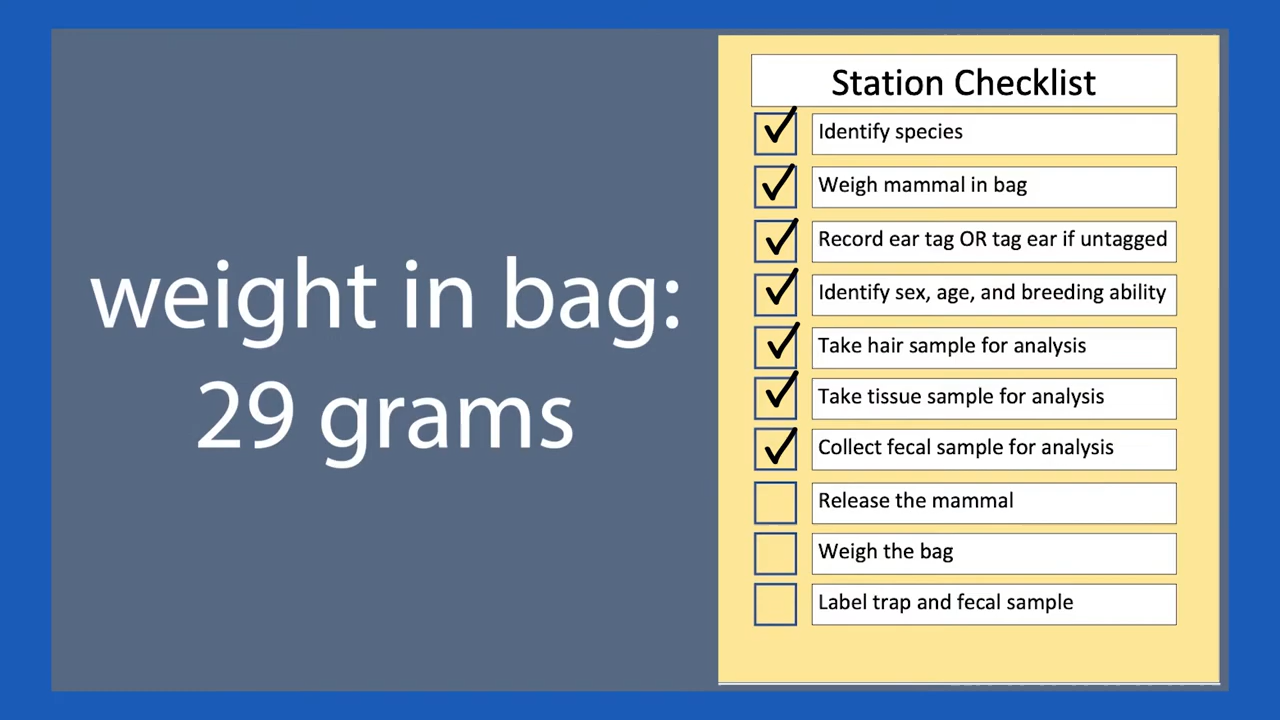 weight in bag:
29 grams
Station Checklist
Identify species
Weigh mammal in bag
Record ear tag OR tag ear if untagged
Identify sex, age, and breeding ability
Take hair sample for analysis
Take tissue sample for analysis
Collect fecal sample for analysis
Release the mammal
Weigh the bag
Label trap and fecal sample